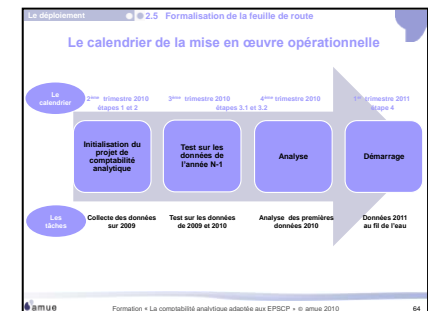 Le déploiement
2.5 Formalisation de la feuille de route
Le calendrier de la mise en œuvre opérationnelle
Le
calendrier
2ème trimestre 2010
étapes 1 et 2
3ème trimestre 2010
4ème trimestre 2010
étapes 3.1 et 3.2
1er trimestre 2011
étape 4
Initialisation du
projet de
comptabilité
analytique
Test sur les
données de
l'année N-1
Analyse
Démarrage
Les
tâches
Collecte des données
sur 2009
Test sur les données
de 2009 et 2010
Analyse des premières
données 2010
Données 2011
au fil de l'eau
amue
Formation « La comptabilité analytique adaptée aux EPSCP » • © amue 2010
64